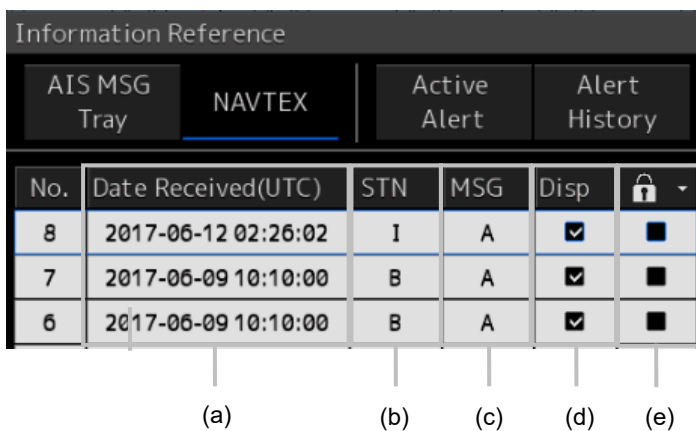 Information Reference
AIS MSG Tray NAVTEX Active Alert Alert History
No. Date Received(UTC) STN MSG Disp
8 2017-06-12 02:26:02 I A
7 2017-06-09 10:10:00 B A
6 2017-06-09 10:10:00 B A
(a) (b) (c) (d) (e)